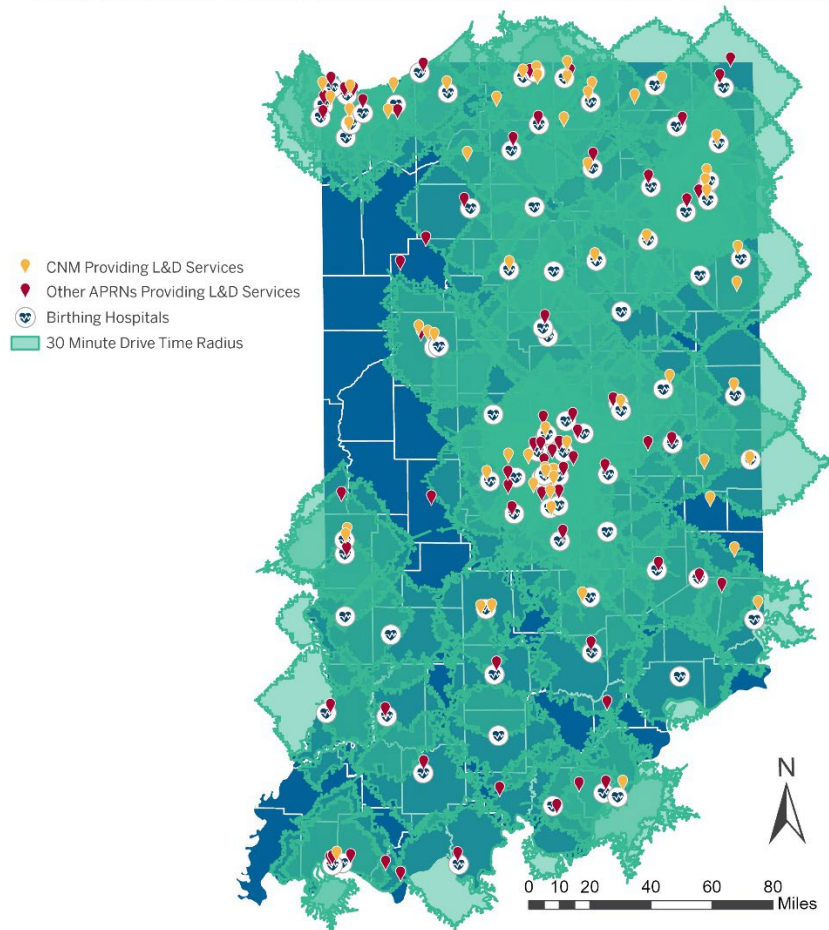 CNM Providing L&D Services
Other APRNs Providing L&D Services
Birthing Hospitals
30 Minute Drive Time Radius
N
0 10 20 40 60 80
Miles